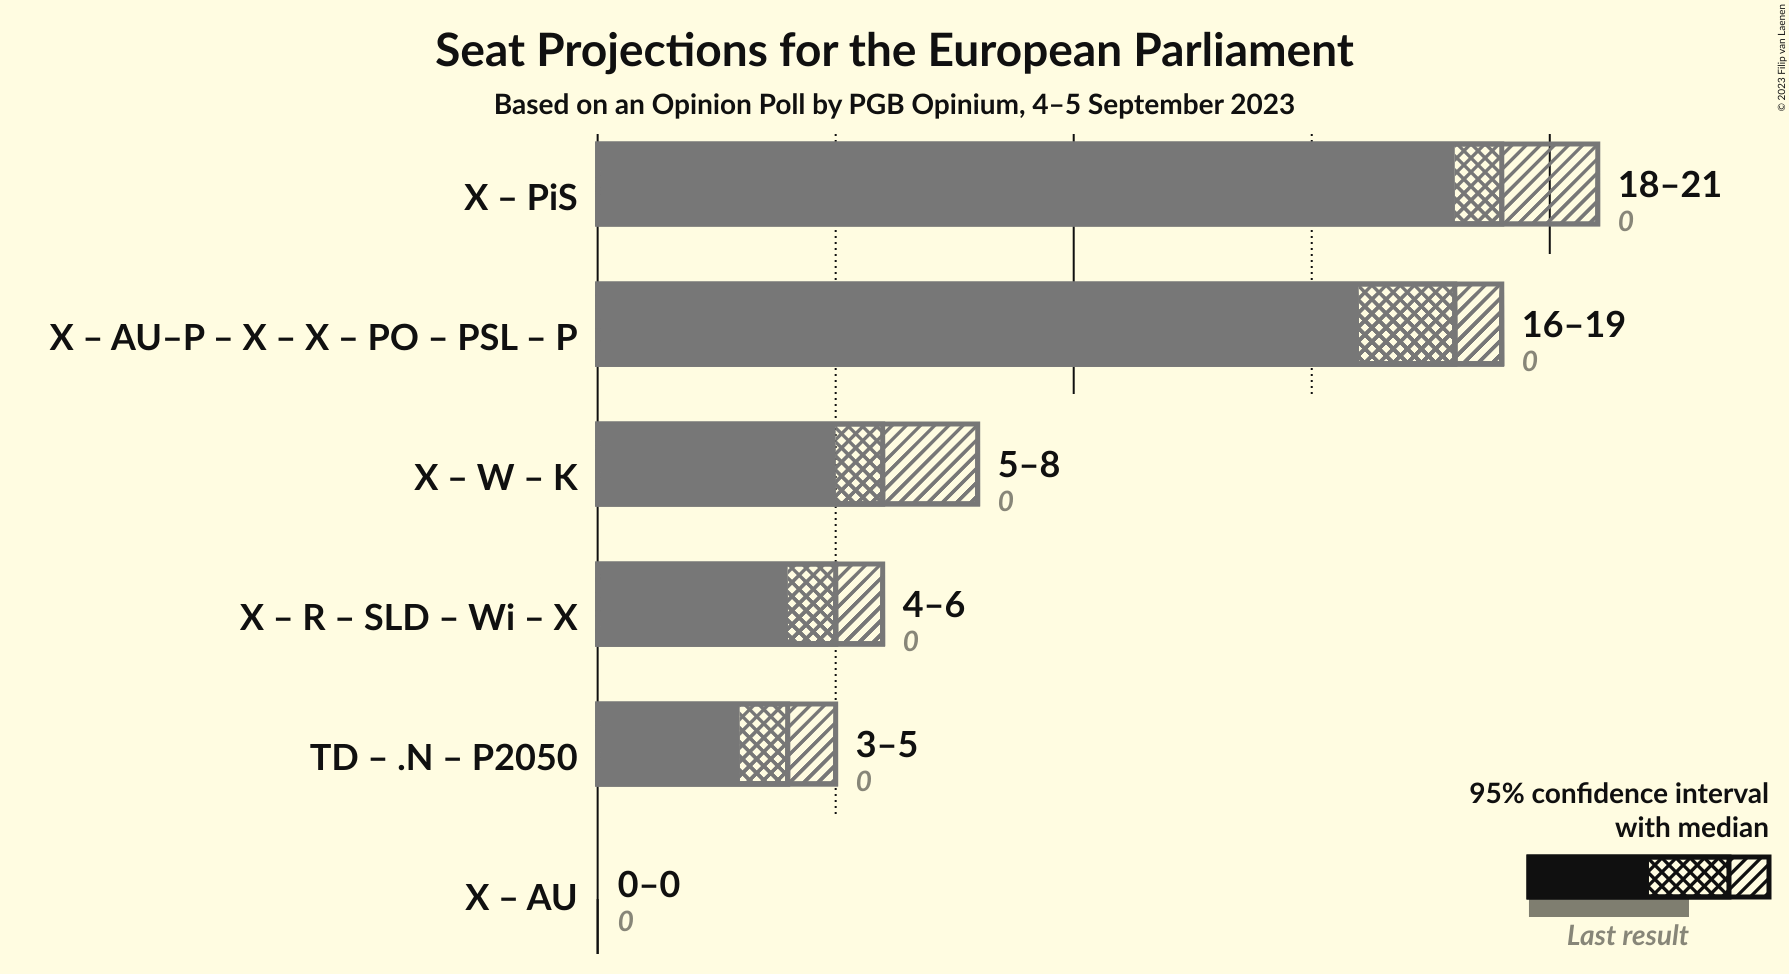 Seat Projections for the European Parliament
Based on an Opinion Poll by PGB Opinium, 4–5 September 2023
© 2023 Filip van Laenen
X – PiS
18–21
0
X – AU–P – X – X – PO – PSL – P
16–19
0
X – W – K
5–8
0
X – R – SLD – Wi – X
4–6
0
TD – .N – P2050
3–5
0
X – AU
0–0
0
95% confidence interval
with median
Last result